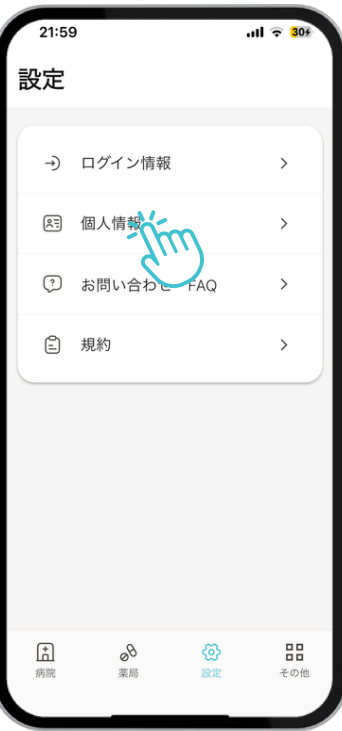 21:59
30
設定
ログイン情報
個人情報
お問い合わせ FAQ
規約
病院
薬局
設定
その他